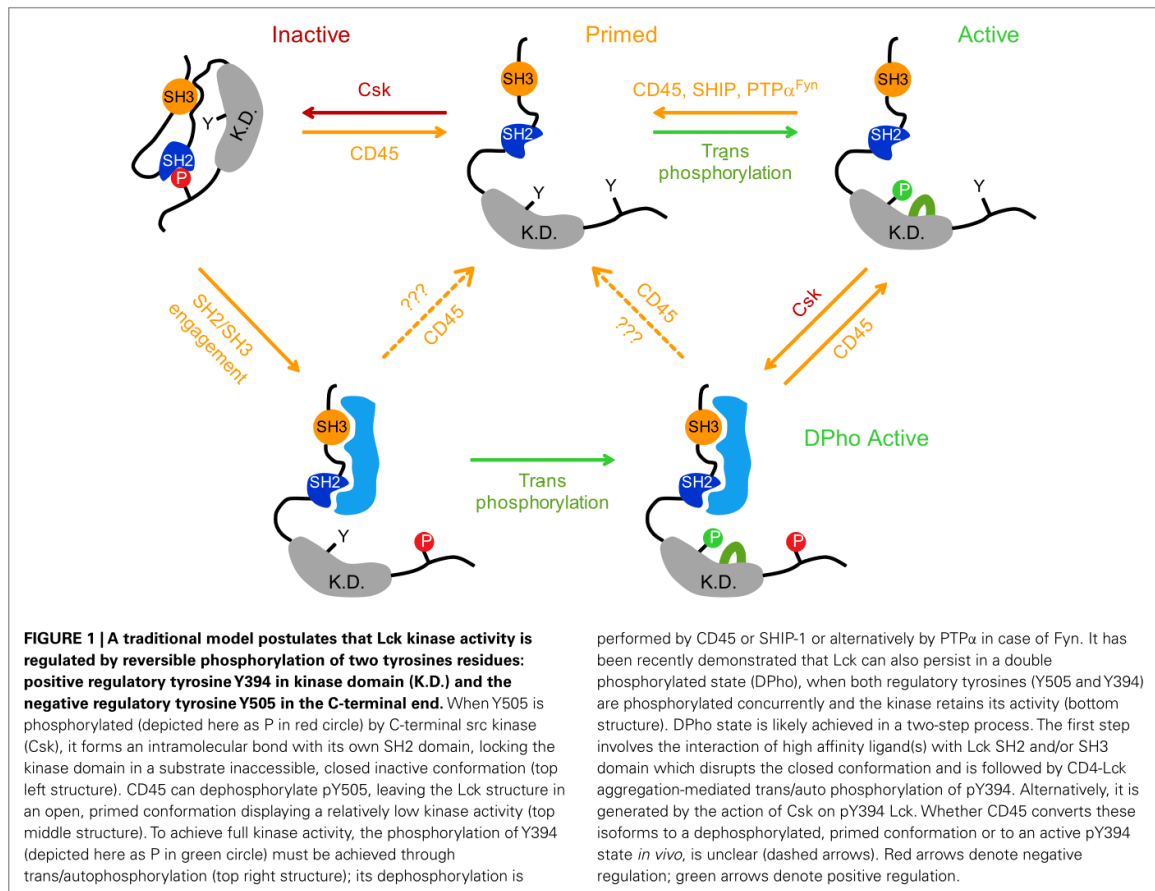 Inactive
Primed
Active
SH3
SH3
SH3
Csk
CD45, SHIP, PTPα^Fyn
Y
K.D.
CD45
SH2
SH2
SH2
Trans
phosphorylation
P
Y
Y
P
Y
K.D.
K.D.
SH2/SH3
engagement
???
CD45
CD45
???
Csk
CD45
SH3
SH3
DPho Active
SH2
SH2
Trans
phosphorylation
Y
P
P
P
K.D.
K.D.
FIGURE 1 | A traditional model postulates that Lck kinase activity is
regulated by reversible phosphorylation of two tyrosines residues:
positive regulatory tyrosine Y394 in kinase domain (K.D.) and the
negative regulatory tyrosine Y505 in the C-terminal end. When Y505 is
phosphorylated (depicted here as P in red circle) by C-terminal src kinase
(Csk), it forms an intramolecular bond with its own SH2 domain, locking the
kinase domain in a substrate inaccessible, closed inactive conformation (top
left structure). CD45 can dephosphorylate pY505, leaving the Lck structure in
an open, primed conformation displaying a relatively low kinase activity (top
middle structure). To achieve full kinase activity, the phosphorylation of Y394
(depicted here as P in green circle) must be achieved through
trans/autophosphorylation (top right structure); its dephosphorylation is
performed by CD45 or SHIP-1 or alternatively by PTPα in case of Fyn. It has
been recently demonstrated that Lck can also persist in a double
phosphorylated state (DPho), when both regulatory tyrosines (Y505 and Y394)
are phosphorylated concurrently and the kinase retains its activity (bottom
structure). DPho state is likely achieved in a two-step process. The first step
involves the interaction of high affinity ligand(s) with Lck SH2 and/or SH3
domain which disrupts the closed conformation and is followed by CD4-Lck
aggregation-mediated trans/auto phosphorylation of pY394. Alternatively, it is
generated by the action of Csk on pY394 Lck. Whether CD45 converts these
isoforms to a dephosphorylated, primed conformation or to an active pY394
state in vivo, is unclear (dashed arrows). Red arrows denote negative
regulation; green arrows denote positive regulation.